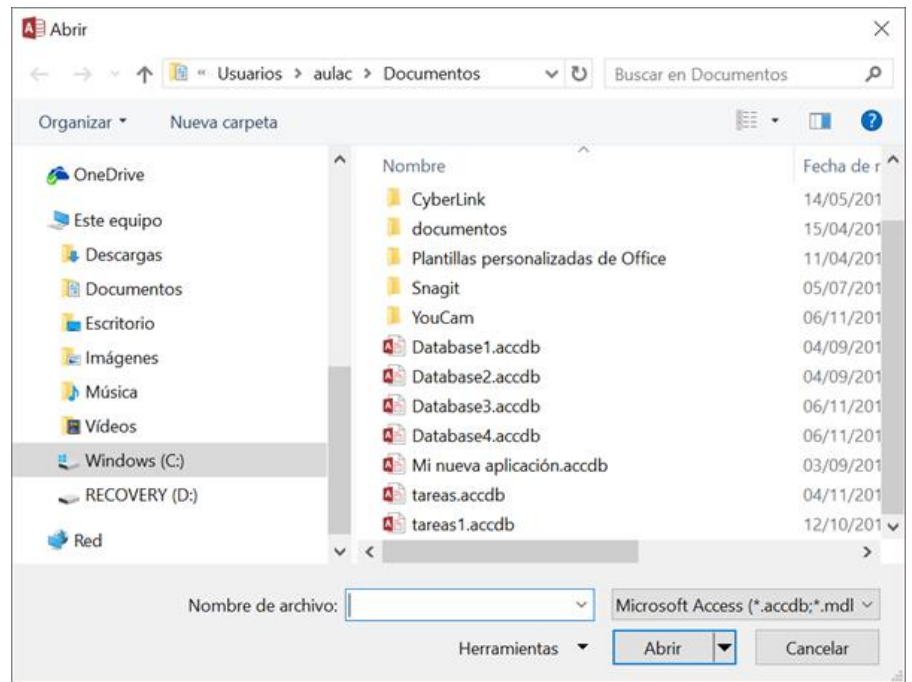 Abrir
« Usuarios > aulac > Documentos
Buscar en Documentos
Organizar
Nueva carpeta
OneDrive
Este equipo
Descargas
Documentos
Escritorio
Imágenes
Música
Vídeos
Windows (C:)
RECOVERY (D:)
Red
Nombre Fecha de r
CyberLink 14/05/201
documentos 15/04/201
Plantillas personalizadas de Office 11/04/201
Snagit 05/07/201
YouCam 06/11/201
Database1.accdb 04/09/201
Database2.accdb 04/09/201
Database3.accdb 06/11/201
Database4.accdb 06/11/201
Mi nueva aplicación.accdb 03/09/201
tareas.accdb 04/11/201
tareas1.accdb 12/10/201
Nombre de archivo:
Microsoft Access (*.accdb;*.mdl
Herramientas
Abrir
Cancelar